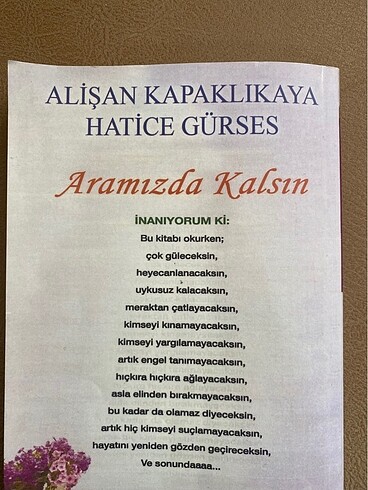 ALİŞAN KAPAKLIKAYA
HATİCE GÜRSES
Aramızda Kalsın
İNANIYORUM Kİ:
Bu kitabı okurken;
çok güleceksin,
heyecanlanacaksın,
uykusuz kalacaksın,
meraktan çatlayacaksın,
kimseyi kınamayacaksın,
kimseyi yargılamayacaksın,
artık engel tanımayacaksın,
hıçkıra hıçkıra ağlayacaksın,
asla elinden bırakmayacaksın,
bu kadar da olamaz diyeceksin,
artık hiç kimseyi suçlamayacaksın,
hayatını yeniden gözden geçireceksin,
Ve sonundaaaa...